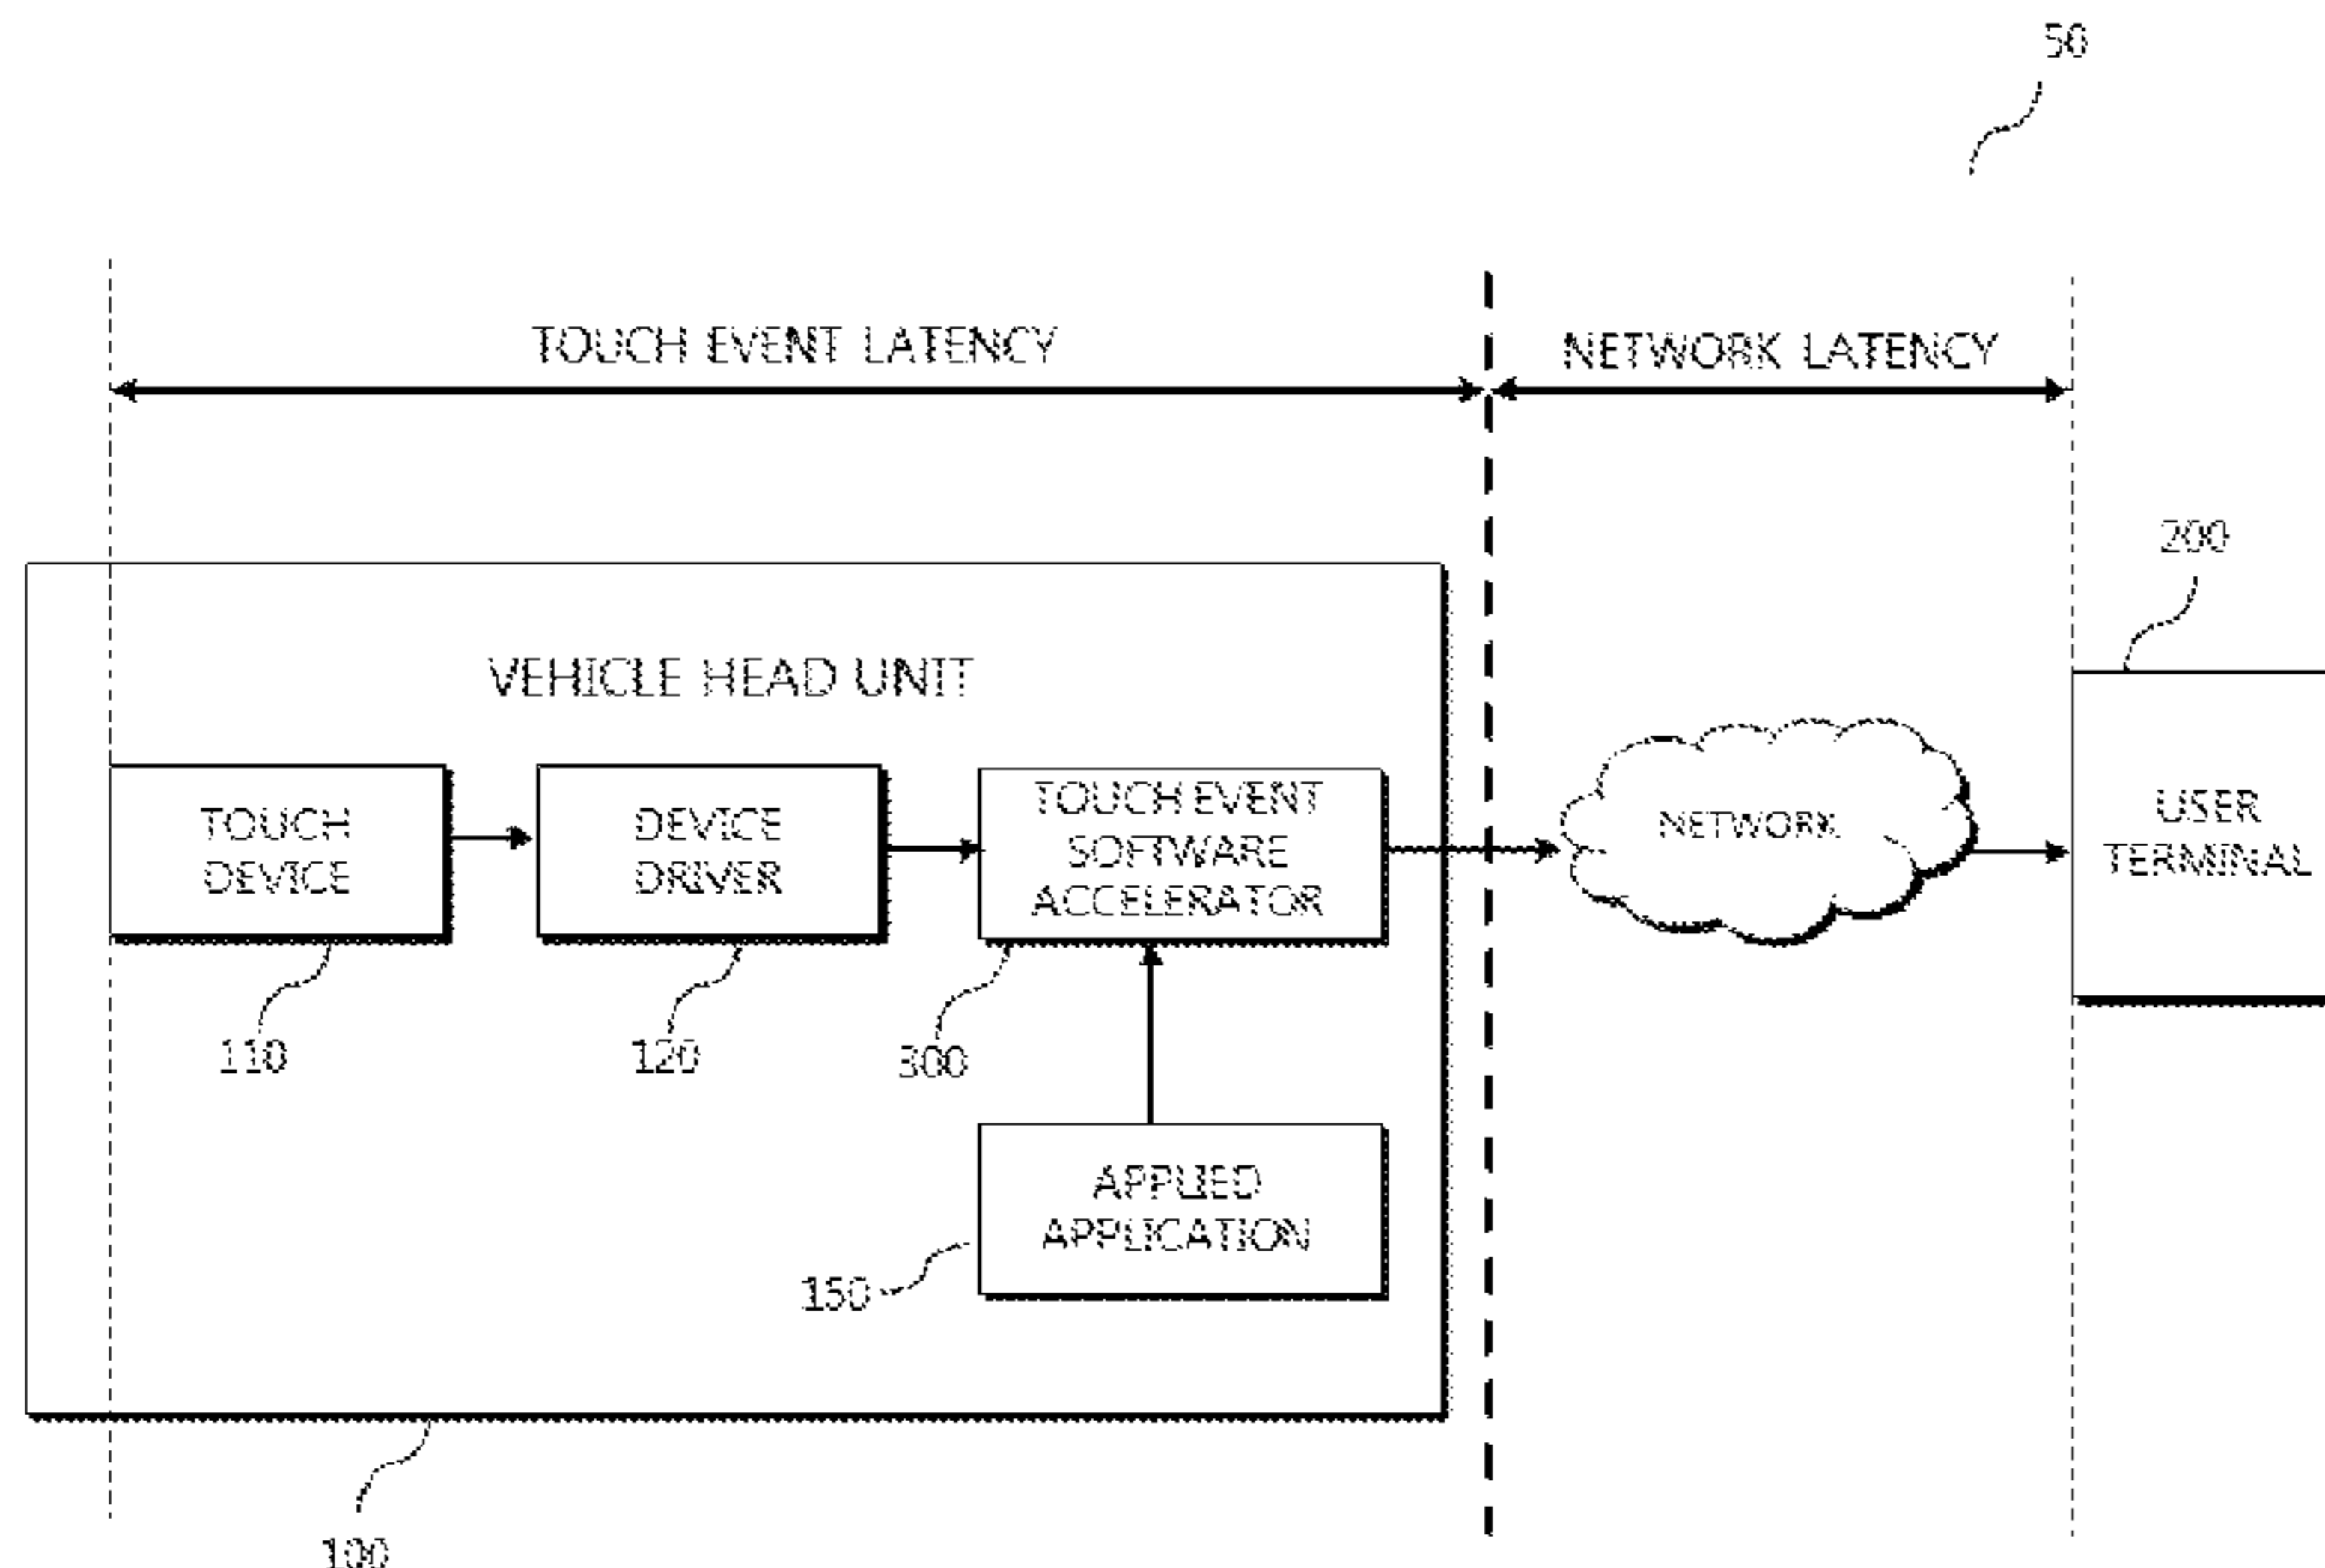 50
TOUCH EVENT LATENCY
NETWORK LATENCY
200
VEHICLE HEAD UNIT
TOUCH
DEVICE
DEVICE
DRIVER
TOUCH EVENT
SOFTWARE
ACCELERATOR
NETWORK
USER
TERMINAL
110
120
300
APPLIED
APPLICATION
150
100